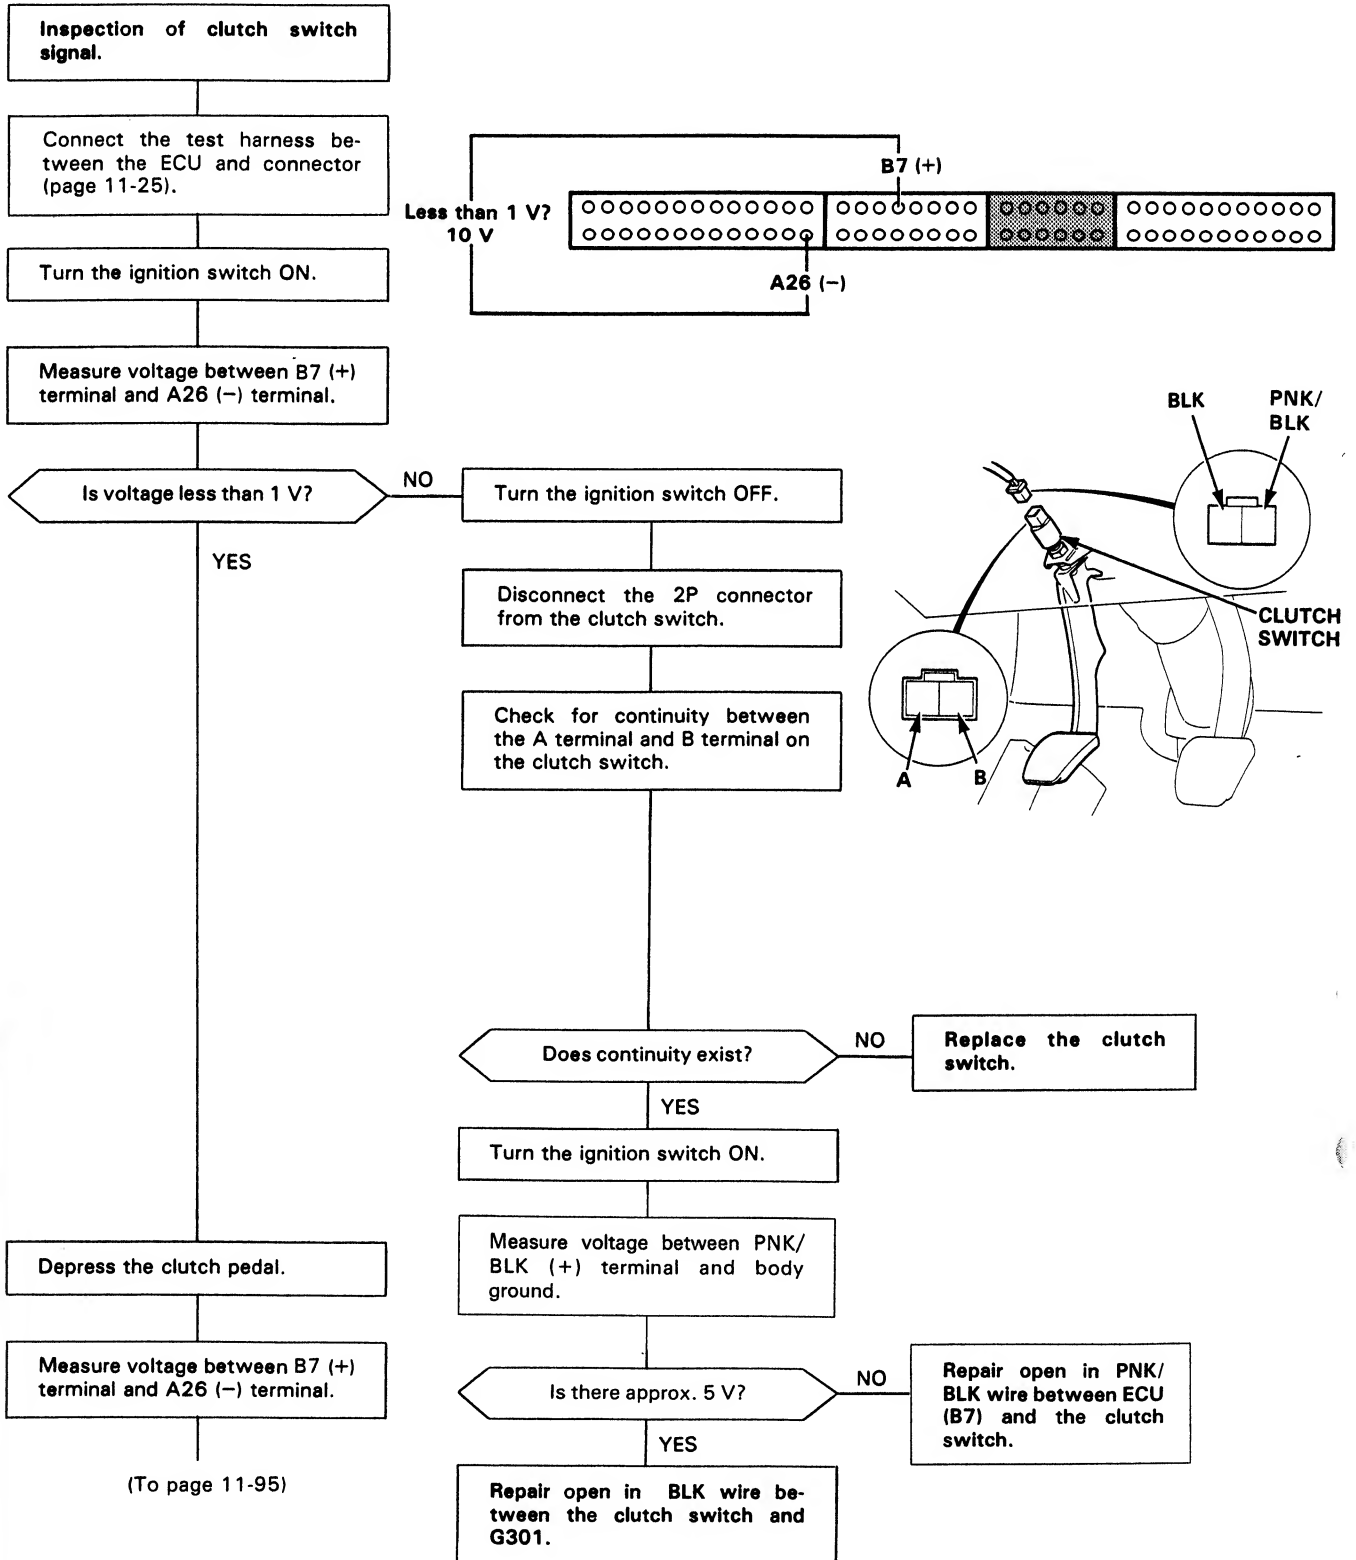 Inspection of clutch switch
signal.
Connect the test harness be-
tween the ECU and connector
(page 11-25).
Turn the ignition switch ON.
Measure voltage between B7 (+)
terminal and A26 (−) terminal.
Is voltage less than 1 V?
NO
YES
B7 (+)
Less than 1 V?
10 V
A26 (−)
Turn the ignition switch OFF.
Disconnect the 2P connector
from the clutch switch.
Check for continuity between
the A terminal and B terminal on
the clutch switch.
BLK
PNK/
BLK
CLUTCH
SWITCH
A
B
Does continuity exist?
NO
Replace the clutch
switch.
YES
Turn the ignition switch ON.
Measure voltage between PNK/
BLK (+) terminal and body
ground.
Is there approx. 5 V?
NO
Repair open in PNK/
BLK wire between ECU
(B7) and the clutch
switch.
YES
Repair open in BLK wire be-
tween the clutch switch and
G301.
Depress the clutch pedal.
Measure voltage between B7 (+)
terminal and A26 (−) terminal.
(To page 11-95)